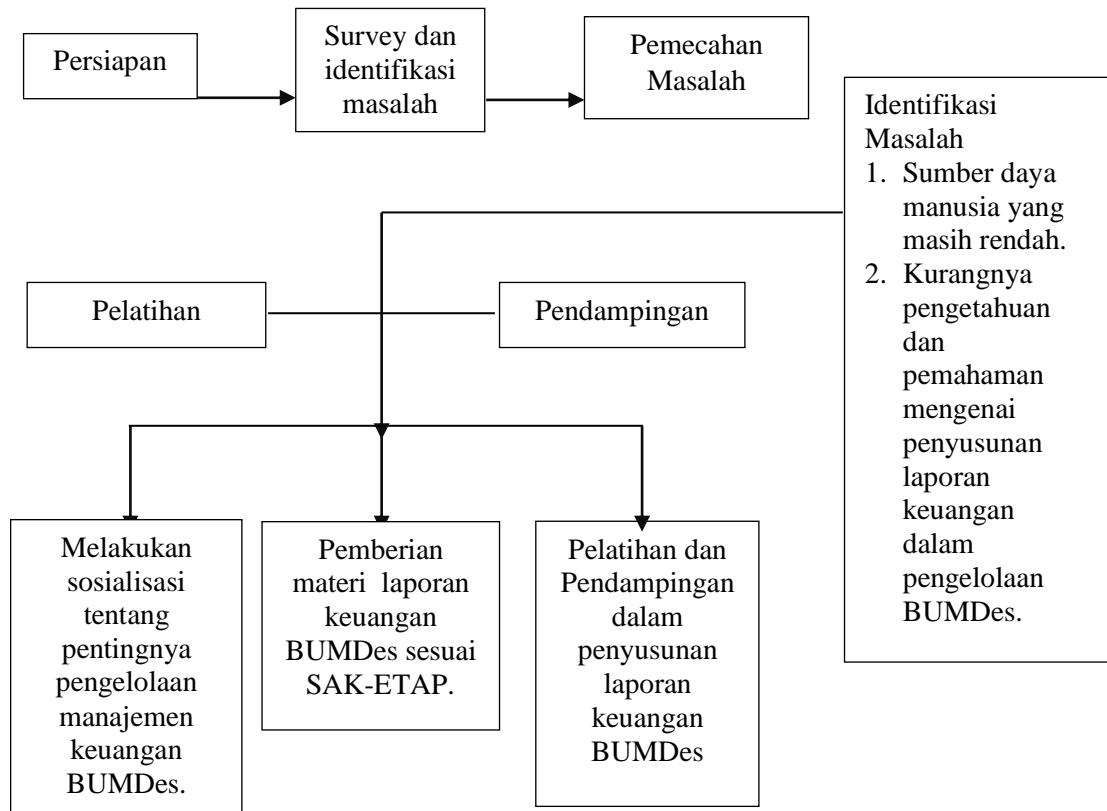 Persiapan
Survey dan
identifikasi
masalah
Pemecahan
Masalah
Identifikasi
Masalah
1. Sumber daya
manusia yang
masih rendah.
2. Kurangnya
pengetahuan
dan
pemahaman
mengenai
penyusunan
laporan
keuangan
dalam
pengelolaan
BUMDes.
Pelatihan
Pendampingan
Melakukan
sosialisasi
tentang
pentingnya
pengelolaan
manajemen
keuangan
BUMDes.
Pemberian
materi laporan
keuangan
BUMDes sesuai
SAK-ETAP.
Pelatihan dan
Pendampingan
dalam
penyusunan
laporan
keuangan
BUMDes